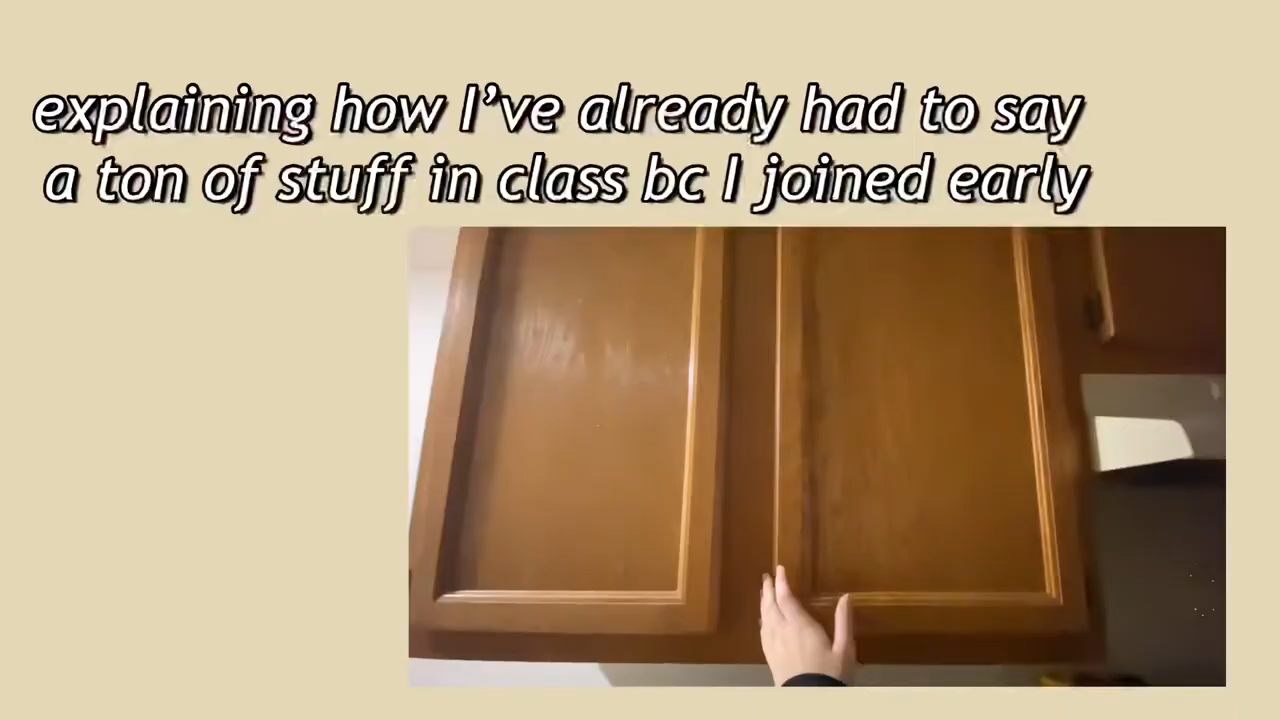 explaining how I’ve already had to say
a ton of stuff in class bc I joined early